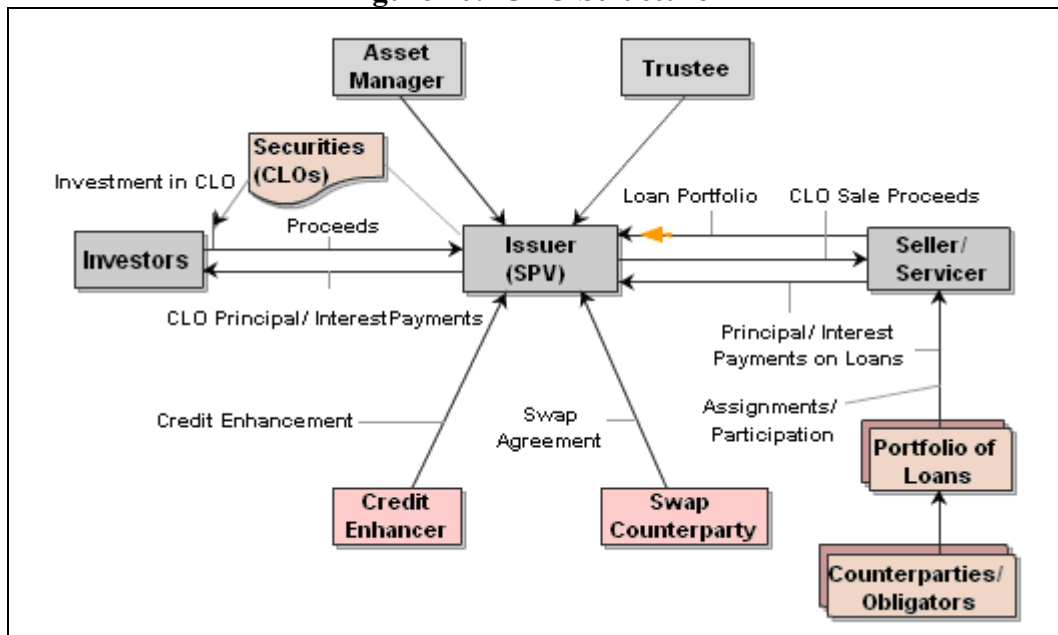 Asset
Manager
Trustee
Securities
(CLOs)
Investment in CLO
Loan Portfolio
CLO Sale Proceeds
Proceeds
Investors
Issuer
(SPV)
Seller/
Servicer
CLO Principal/ InterestPayments
Principal/ Interest
Payments on Loans
Credit Enhancement
Swap
Agreement
Assignments/
Participation
Portfolio of
Loans
Credit
Enhancer
Swap
Counterparty
Counterparties/
Obligators